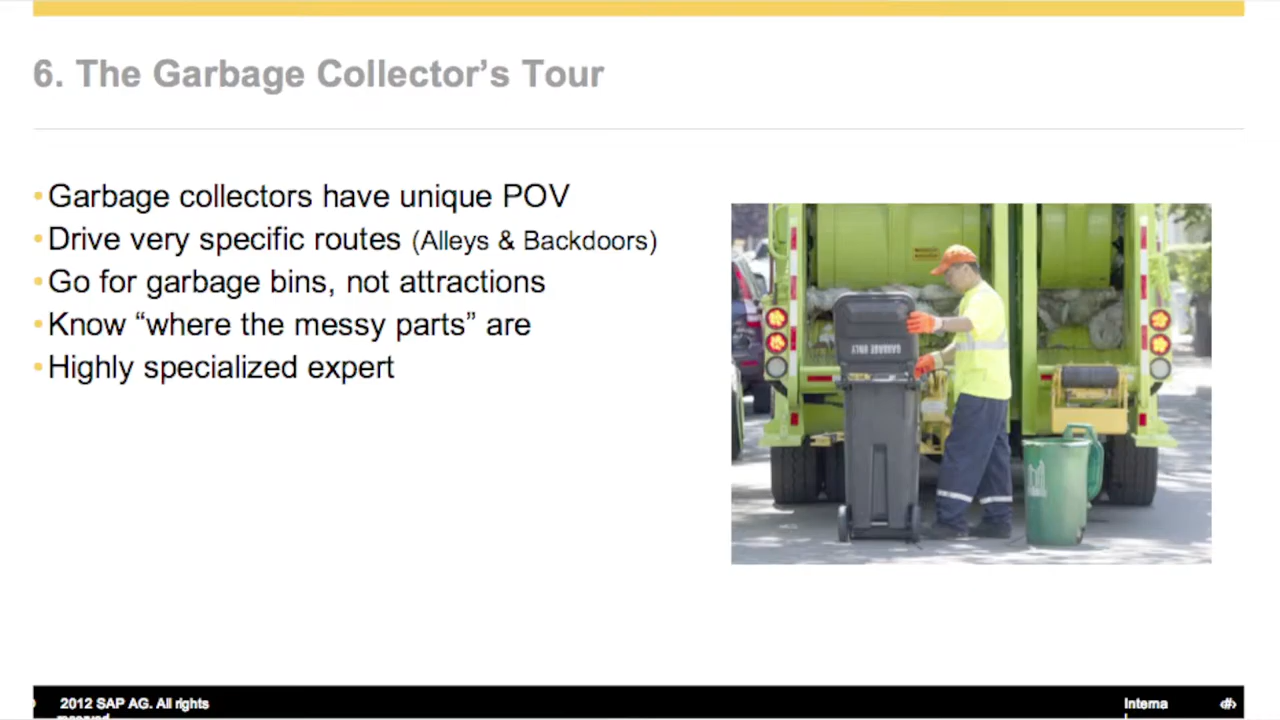 6. The Garbage Collector’s Tour
•Garbage collectors have unique POV
•Drive very specific routes (Alleys & Backdoors)
•Go for garbage bins, not attractions
•Know “where the messy parts” are
•Highly specialized expert
GARBAGE ONLY
2012 SAP AG. All rights
reserved
Interna
l
‹#›